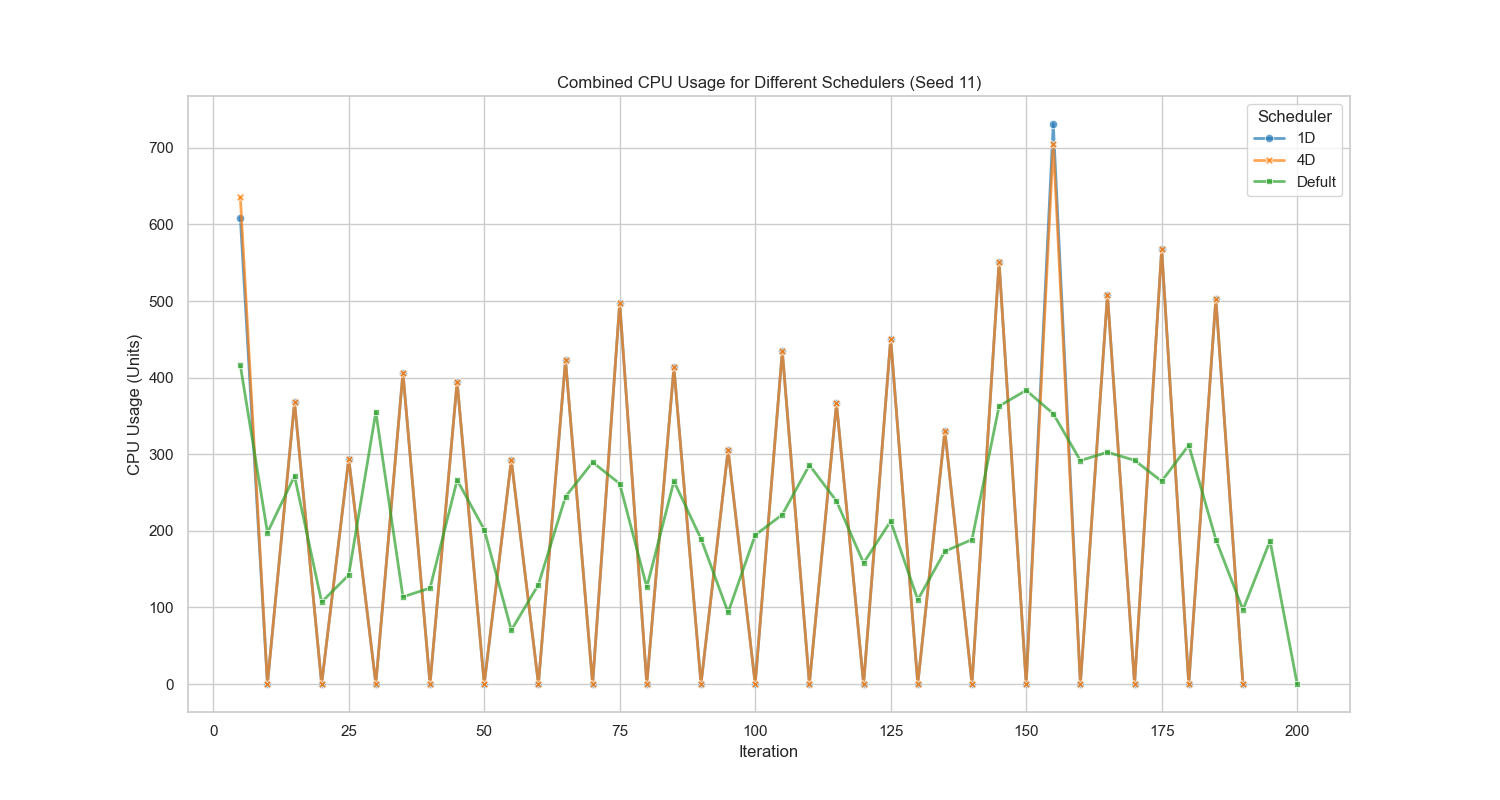 Combined CPU Usage for Different Schedulers (Seed 11)
Scheduler
1D
4D
Defult
CPU Usage (Units)
700
600
500
400
300
200
100
0
0 25 50 75 100 125 150 175 200
Iteration